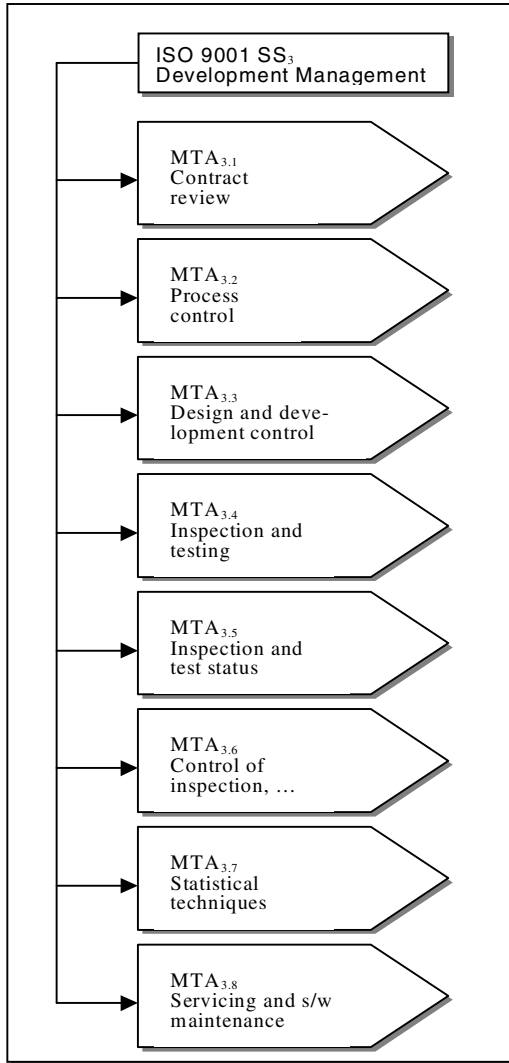 ISO 9001 SS₃
Development Management
MTA₃.₁
Contract
review
MTA₃.₂
Process
control
MTA₃.₃
Design and deve-
lopment control
MTA₃.₄
Inspection and
testing
MTA₃.₅
Inspection and
test status
MTA₃.₆
Control of
inspection, …
MTA₃.₇
Statistical
techniques
MTA₃.₈
Servicing and s/w
maintenance